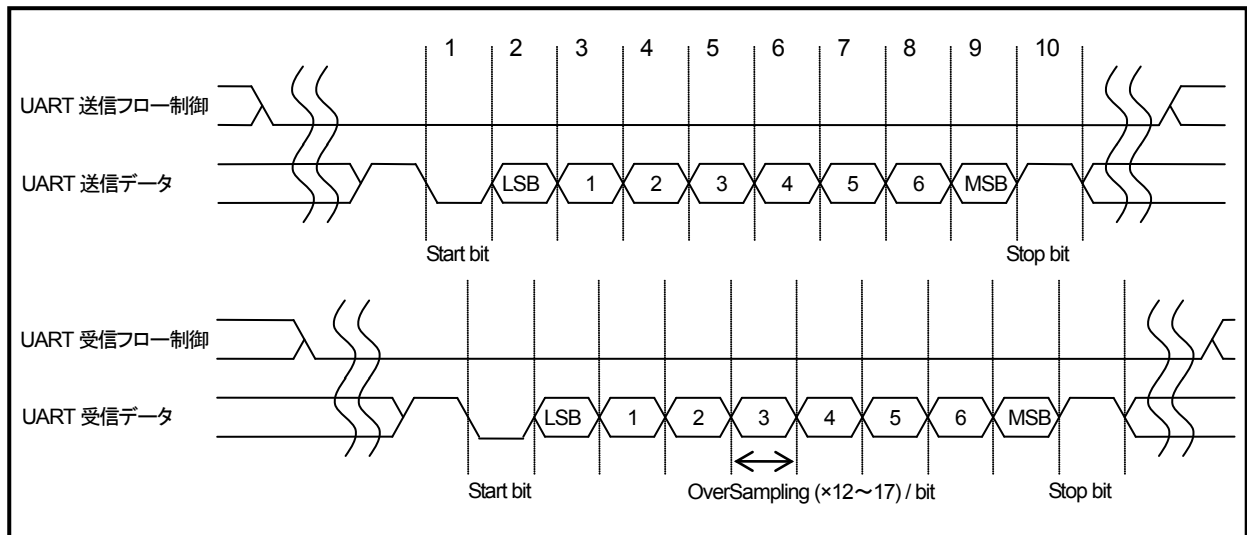 1 2 3 4 5 6 7 8 9 10
UART 送信フロー制御
UART 送信データ
LSB 1 2 3 4 5 6 MSB
Start bit Stop bit
UART 受信フロー制御
UART 受信データ
LSB 1 2 3 4 5 6 MSB
Start bit OverSampling (×12～17) / bit Stop bit